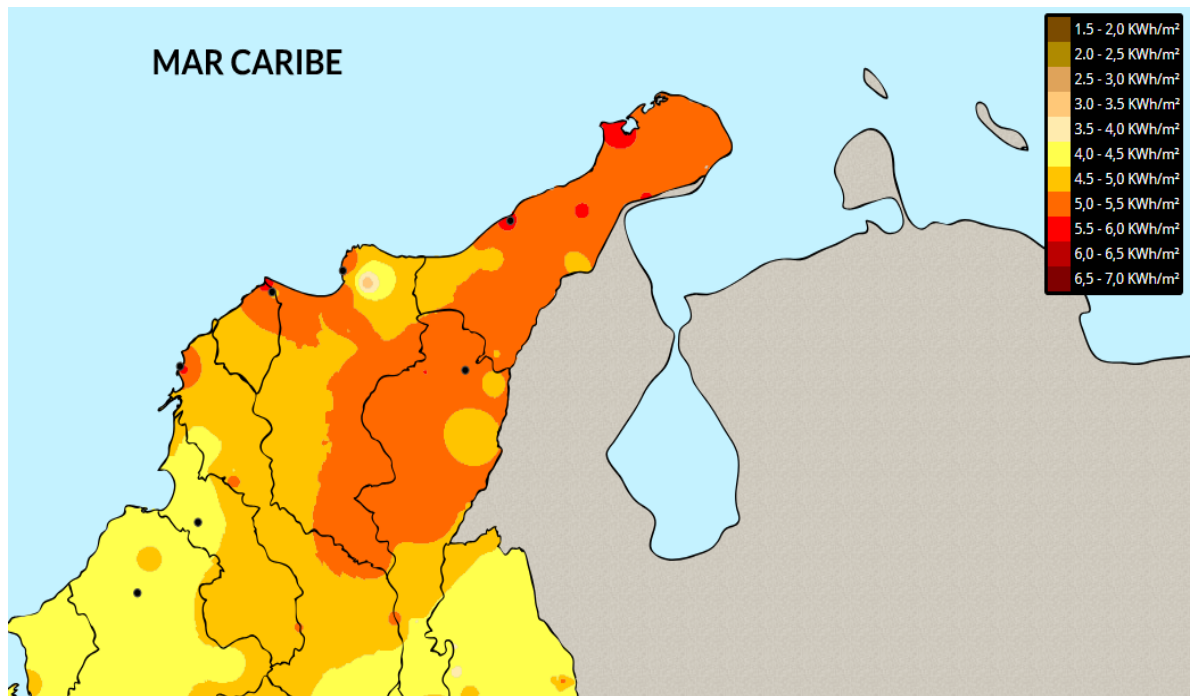 MAR CARIBE
1.5 - 2,0 KWh/m²
2.0 - 2,5 KWh/m²
2.5 - 3,0 KWh/m²
3.0 - 3.5 KWh/m²
3.5 - 4,0 KWh/m²
4,0 - 4,5 KWh/m²
4.5 - 5,0 KWh/m²
5,0 - 5,5 KWh/m²
5.5 - 6,0 KWh/m²
6,0 - 6,5 KWh/m²
6,5 - 7,0 KWh/m²